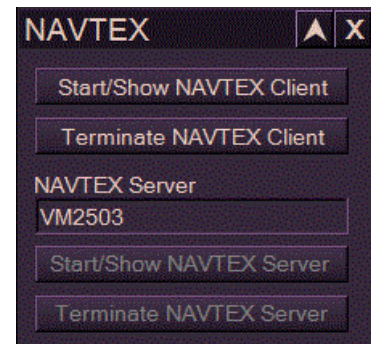 NAVTEX X
Start/Show NAVTEX Client
Terminate NAVTEX Client
NAVTEX Server
VM2503
Start/Show NAVTEX Server
Terminate NAVTEX Server